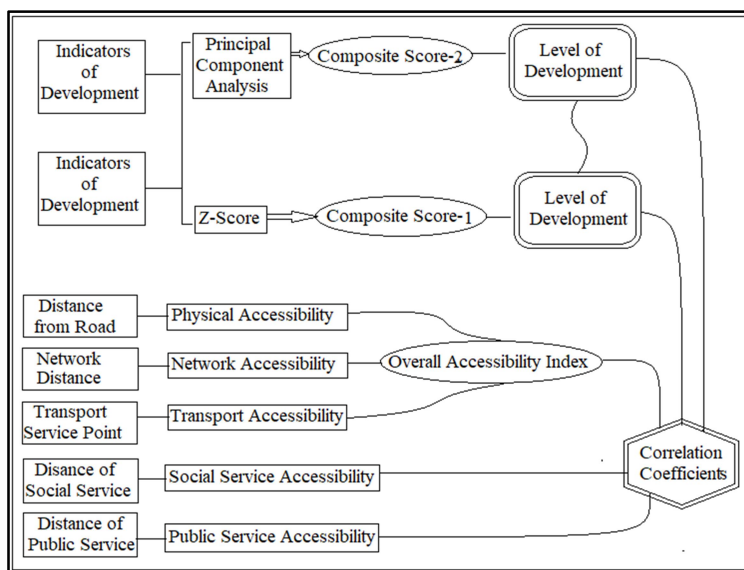 Indicators
of
Development
Principal
Component
Analysis
Composite Score-2
Level of
Development
Indicators
of
Development
Z-Score
Composite Score-1
Level of
Development
Distance
from Road
Physical Accessibility
Network
Distance
Network Accessibility
Overall Accessibility Index
Transport
Service Point
Transport Accessibility
Correlation
Coefficients
Disance of
Social Service
Social Service Accessibility
Distance of
Public Service
Public Service Accessibility